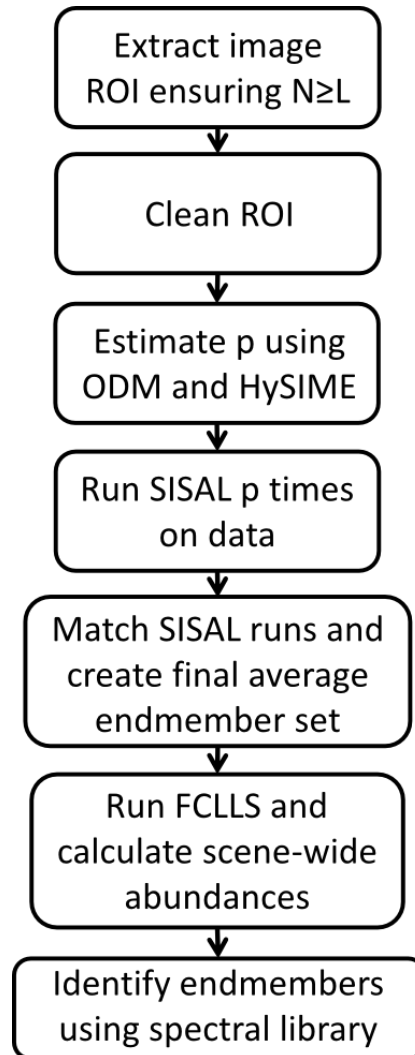 Extract image
ROI ensuring N≥L
Clean ROI
Estimate p using
ODM and HySIME
Run SISAL p times
on data
Match SISAL runs and
create final average
endmember set
Run FCLLS and
calculate scene-wide
abundances
Identify endmembers
using spectral library